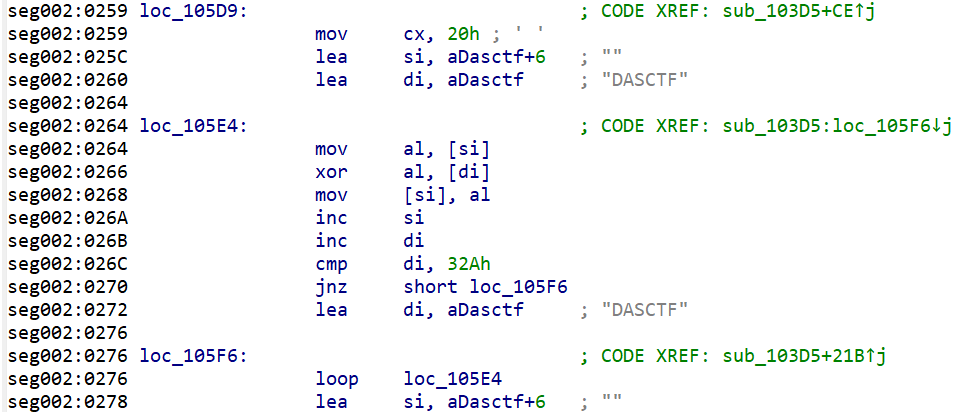 seg002:0259 loc_105D9: ; CODE XREF: sub_103D5+CE↑j
seg002:0259 mov cx, 20h ; ' '
seg002:025C lea si, aDasctf+6 ; ""
seg002:0260 lea di, aDasctf ; "DASCTF"
seg002:0264
seg002:0264 loc_105E4: ; CODE XREF: sub_103D5:loc_105F6↓j
seg002:0264 mov al, [si]
seg002:0266 xor al, [di]
seg002:0268 mov [si], al
seg002:026A inc si
seg002:026B inc di
seg002:026C cmp di, 32Ah
seg002:0270 jnz short loc_105F6
seg002:0272 lea di, aDasctf ; "DASCTF"
seg002:0276
seg002:0276 loc_105F6: ; CODE XREF: sub_103D5+21B↑j
seg002:0276 loop loc_105E4
seg002:0278 lea si, aDasctf+6 ; ""